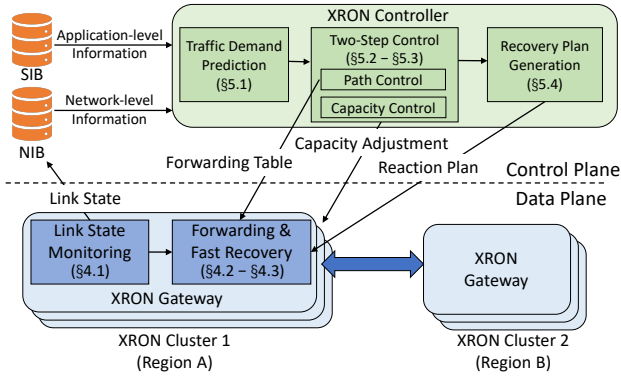 XRON Controller
Application-level
Information
SIB
Traffic Demand
Prediction
(§5.1)
Two-Step Control
(§5.2 – §5.3)
Path Control
Capacity Control
Recovery Plan
Generation
(§5.4)
Network-level
Information
NIB
Forwarding Table
Capacity Adjustment
Reaction Plan
Control Plane
Data Plane
Link State
Link State
Monitoring
(§4.1)
Forwarding &
Fast Recovery
(§4.2 – §4.3)
XRON Gateway
XRON
Gateway
XRON Cluster 1
(Region A)
XRON Cluster 2
(Region B)